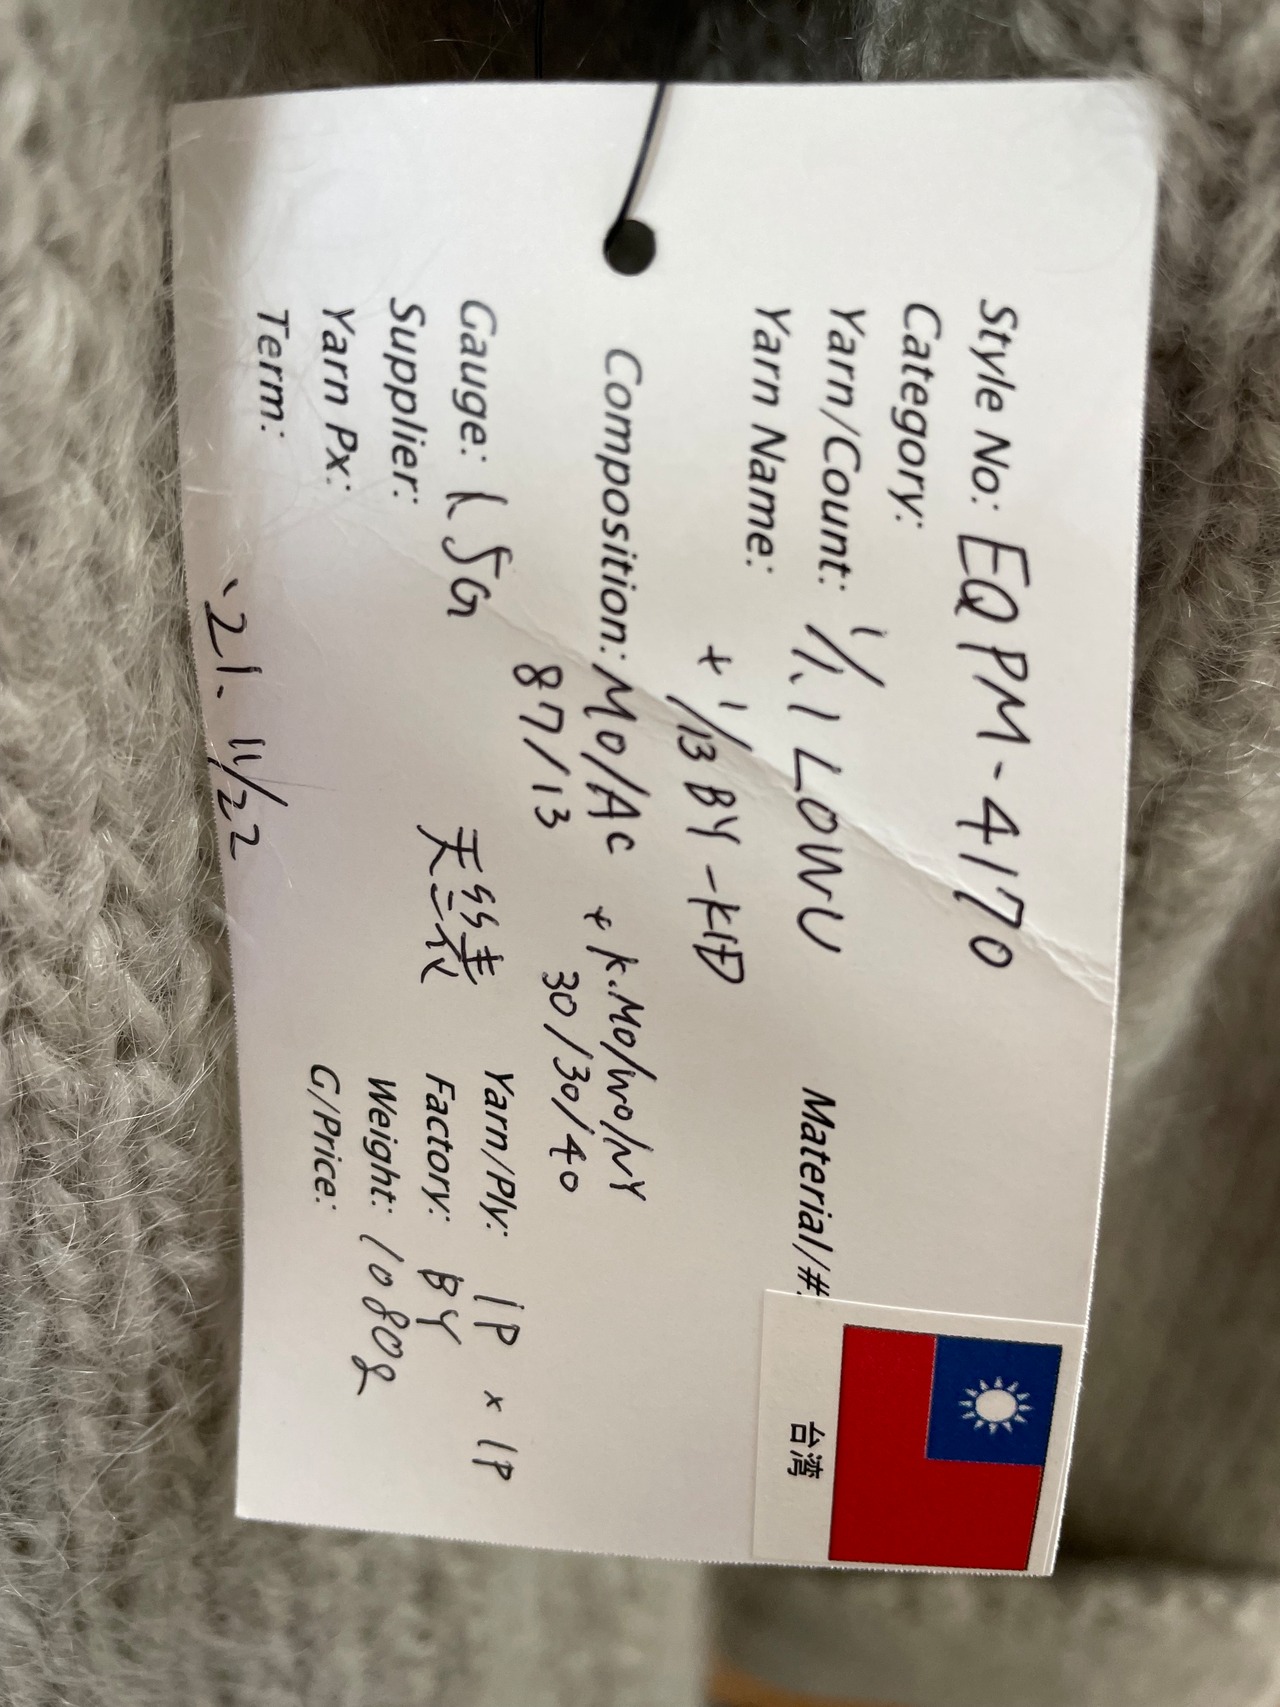 Style No: EQPM-4170
Category:
Yarn/Count: 1/1.1 LOWU
Material/#:
台湾
Yarn Name:
+ 1/13 BY-KID
Composition: MO/AC + K.MO/WO/NY
87/13 30/30/40
Gauge: 1.5G
Yarn/Ply: 1P × 1P
Supplier:
Factory: BY
Yarn Px:
Weight: 1080g
Term:
G/Price:
'21. 11/22